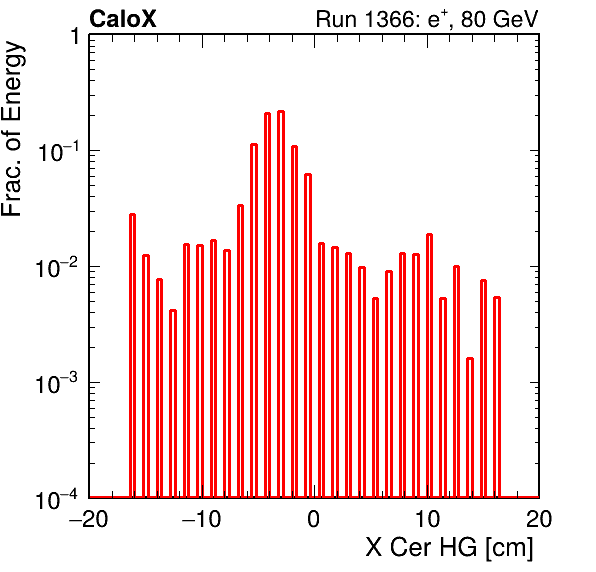 CaloX
Run 1366: e⁺, 80 GeV
Frac. of Energy
1
10⁻¹
10⁻²
10⁻³
10⁻⁴
−20
−10
0
10
20
X Cer HG [cm]